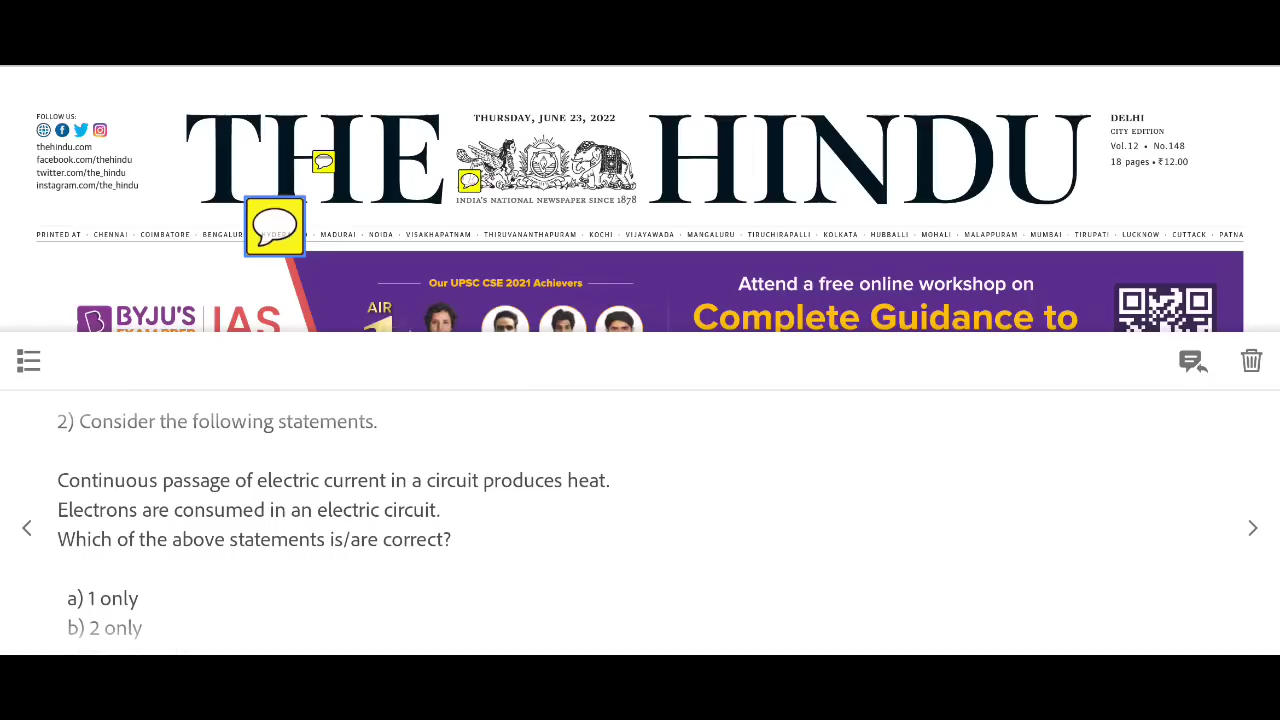 FOLLOW US:
thehindu.com
facebook.com/thehindu
twitter.com/the_hindu
instagram.com/the_hindu
THE HINDU
THURSDAY, JUNE 23, 2022
INDIA'S NATIONAL NEWSPAPER SINCE 1878
DELHI
CITY EDITION
Vol.12 • No.148
18 pages • ₹12.00
PRINTED AT · CHENNAI · COIMBATORE · BENGALUR · MADURAI · NOIDA · VISAKHAPATNAM · THIRUVANANTHAPURAM · KOCHI · VIJAYAWADA · MANGALURU · TIRUCHIRAPALLI · KOLKATA · HUBBALLI · MOHALI · MALAPPURAM · MUMBAI · TIRUPATI · LUCKNOW · CUTTACK · PATNA
BYJU'S
EXAM PREP
IAS
Our UPSC CSE 2021 Achievers
AIR
1
Attend a free online workshop on
Complete Guidance to
2) Consider the following statements.
Continuous passage of electric current in a circuit produces heat.
Electrons are consumed in an electric circuit.
Which of the above statements is/are correct?
a) 1 only
b) 2 only